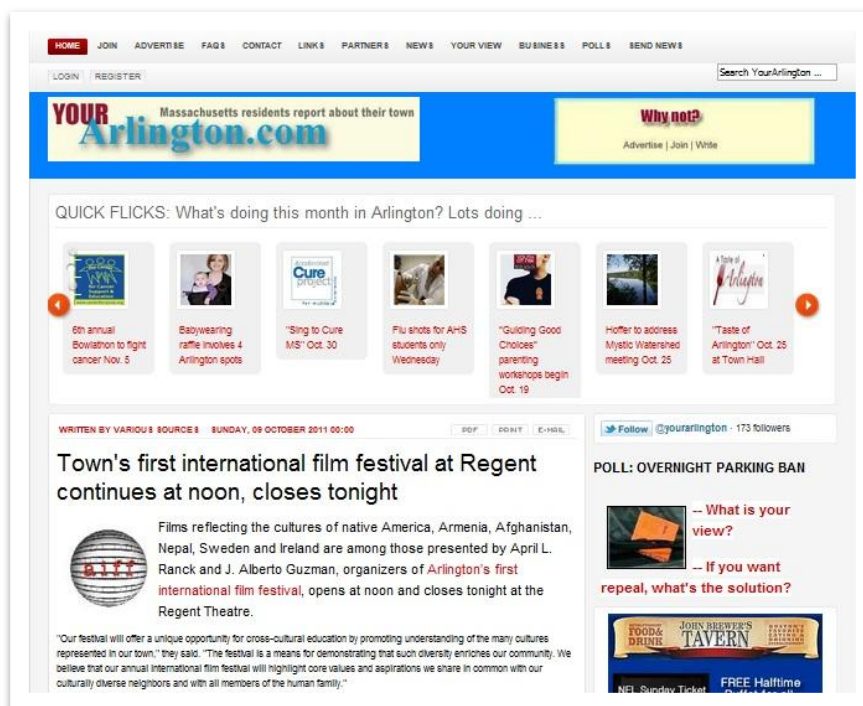 HOME JOIN ADVERTISE FAQS CONTACT LINKS PARTNERS NEWS YOUR VIEW BUSINESS POLLS SEND NEWS
LOGIN REGISTER
Search YourArlington ...
YOUR
Massachusetts residents report about their town
Arlington.com
Why not?
Advertise | Join | Write
QUICK FLICKS: What's doing this month in Arlington? Lots doing ...
Cure
project
A Taste of
Arlington
6th annual
Bowlathon to fight
cancer Nov. 5
Babywearing
raffle involves 4
Arlington spots
"Sing to Cure
MS" Oct. 30
Flu shots for AHS
students only
Wednesday
"Guiding Good
Choices"
parenting
workshops begin
Oct. 19
Hoffer to address
Mystic Watershed
meeting Oct. 25
"Taste of
Arlington" Oct. 25
at Town Hall
WRITTEN BY VARIOUS SOURCES SUNDAY, 09 OCTOBER 2011 00:00
PDF PRINT E-MAIL
Town's first international film festival at Regent
continues at noon, closes tonight
aiff
Films reflecting the cultures of native America, Armenia, Afghanistan,
Nepal, Sweden and Ireland are among those presented by April L.
Ranck and J. Alberto Guzman, organizers of Arlington's first
international film festival, opens at noon and closes tonight at the
Regent Theatre.
"Our festival will offer a unique opportunity for cross-cultural education by promoting understanding of the many cultures
represented in our town," they said. "The festival is a means for demonstrating that such diversity enriches our community. We
believe that our annual international film festival will highlight core values and aspirations we share in common with our
culturally diverse neighbors and with all members of the human family."
Follow @yourarlington · 173 followers
POLL: OVERNIGHT PARKING BAN
-- What is your
view?
-- If you want
repeal, what's the solution?
FOOD&
DRINK
JOHN BREWER'S
TAVERN
NFL Sunday Ticket
FREE Halftime